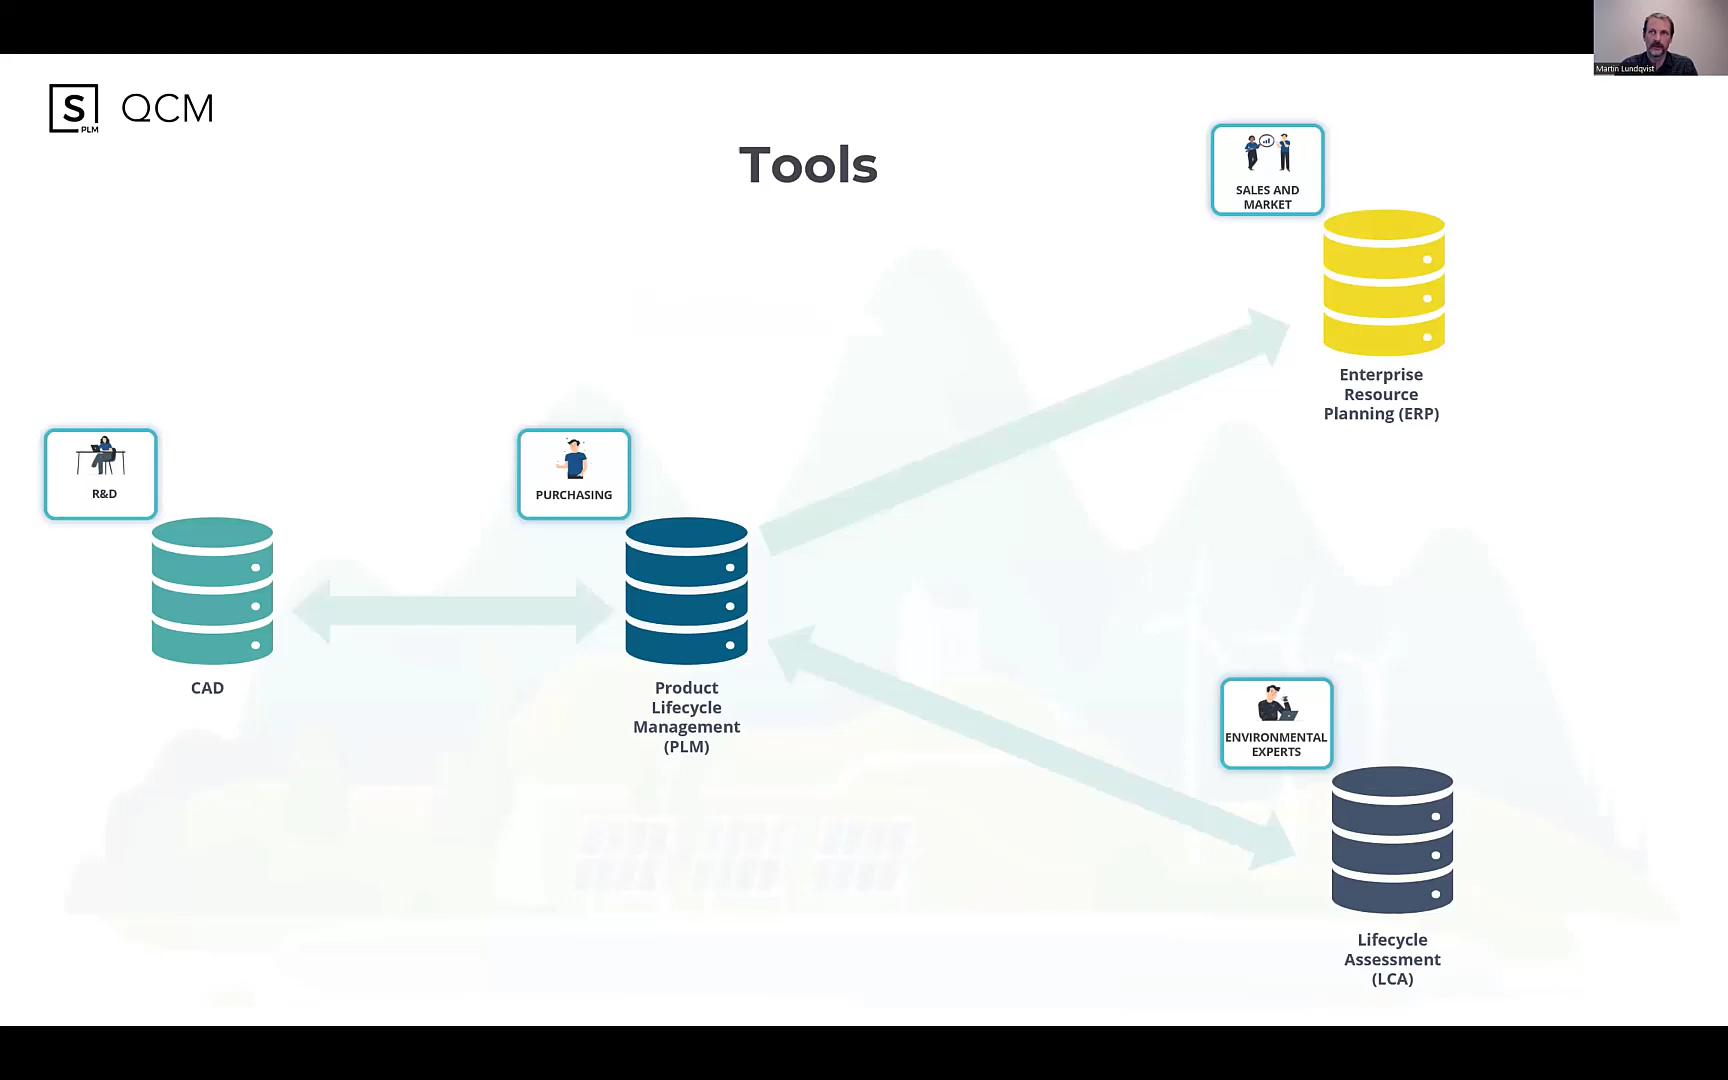 Martin Lundqvist
S
PLM
QCM
Tools
SALES AND
MARKET
Enterprise
Resource
Planning (ERP)
R&D
CAD
PURCHASING
Product
Lifecycle
Management
(PLM)
ENVIRONMENTAL
EXPERTS
Lifecycle
Assessment
(LCA)